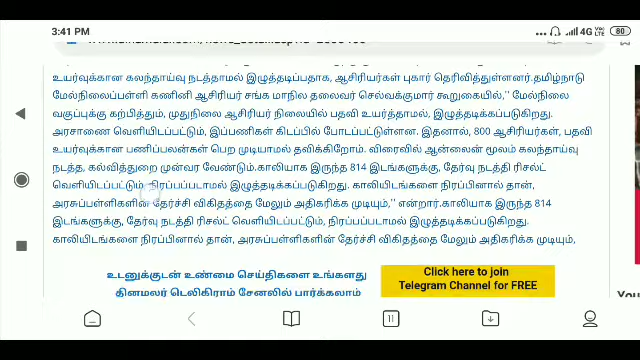 3:41 PM
4G
80
உயர்வுக்கான கலந்தாய்வு நடத்தாமல் இழுத்தடிப்பதாக, ஆசிரியர்கள் புகார் தெரிவித்துள்ளனர்.தமிழ்நாடு
மேல்நிலைப்பள்ளி கணினி ஆசிரியர் சங்க மாநில தலைவர் செல்வக்குமார் கூறுகையில்,'' மேல்நிலை
வகுப்புக்கு கற்பித்தும், முதுநிலை ஆசிரியர் நிலையில் பதவி உயர்த்தாமல், இழுத்தடிக்கப்படுகிறது.
அரசாணை வெளியிடப்பட்டும், இப்பணிகள் கிடப்பில் போடப்பட்டுள்ளன. இதனால், 800 ஆசிரியர்கள், பதவி
உயர்வுக்கான பணிப்பலன்கள் பெற முடியாமல் தவிக்கிறோம். விரைவில் ஆன்லைன் மூலம் கலந்தாய்வு
நடத்த, கல்வித்துறை முன்வர வேண்டும்.காலியாக இருந்த 814 இடங்களுக்கு, தேர்வு நடத்தி ரிசல்ட்
வெளியிடப்பட்டும் நிரப்பப்படாமல் இழுத்தடிக்கப்படுகிறது. காலியிடங்களை நிரப்பினால் தான்,
அரசுப்பள்ளிகளின் தேர்ச்சி விகிதத்தை மேலும் அதிகரிக்க முடியும்,'' என்றார்.காலியாக இருந்த 814
இடங்களுக்கு, தேர்வு நடத்தி ரிசல்ட் வெளியிடப்பட்டும், நிரப்பப்படாமல் இழுத்தடிக்கப்படுகிறது.
காலியிடங்களை நிரப்பினால் தான், அரசுப்பள்ளிகளின் தேர்ச்சி விகிதத்தை மேலும் அதிகரிக்க முடியும்,
உடனுக்குடன் உண்மை செய்திகளை உங்களது
தினமலர் டெலிகிராம் சேனலில் பார்க்கலாம்
Click here to join
Telegram Channel for FREE
You
11